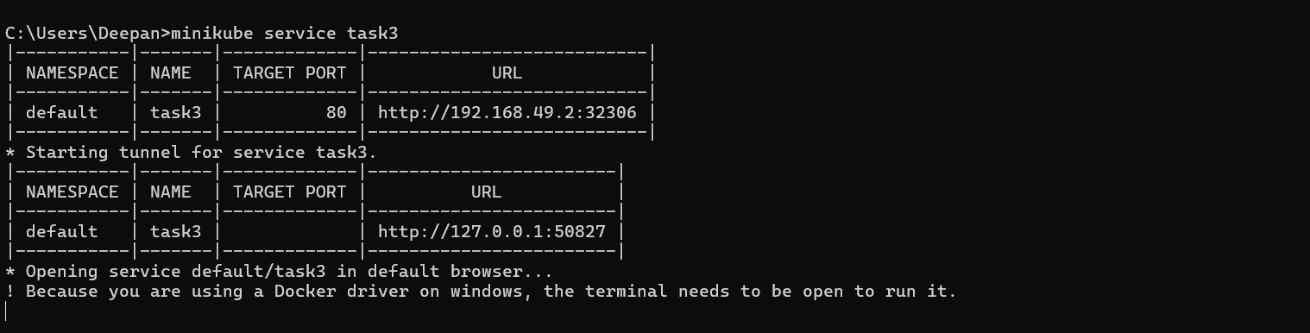 C:\Users\Deepan>minikube service task3
|-----------|-------|-------------|---------------------------|
| NAMESPACE | NAME  | TARGET PORT |            URL            |
|-----------|-------|-------------|---------------------------|
| default   | task3 |          80 | http://192.168.49.2:32306 |
|-----------|-------|-------------|---------------------------|
* Starting tunnel for service task3.
|-----------|-------|-------------|------------------------|
| NAMESPACE | NAME  | TARGET PORT |          URL           |
|-----------|-------|-------------|------------------------|
| default   | task3 |             | http://127.0.0.1:50827 |
|-----------|-------|-------------|------------------------|
* Opening service default/task3 in default browser...
! Because you are using a Docker driver on windows, the terminal needs to be open to run it.